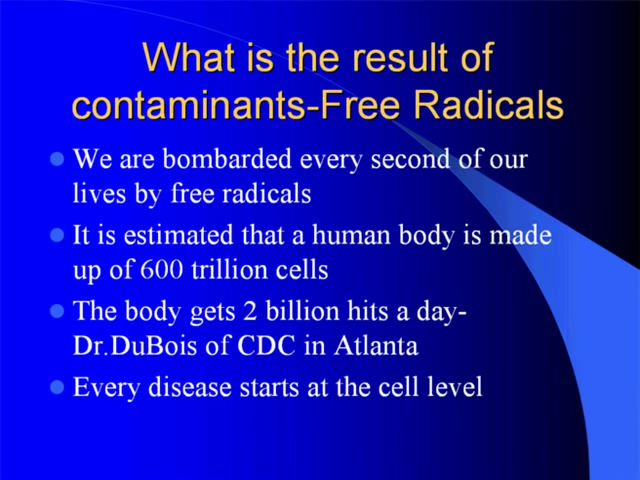 What is the result of
contaminants-Free Radicals
We are bombarded every second of our
lives by free radicals
It is estimated that a human body is made
up of 600 trillion cells
The body gets 2 billion hits a day-
Dr.DuBois of CDC in Atlanta
Every disease starts at the cell level